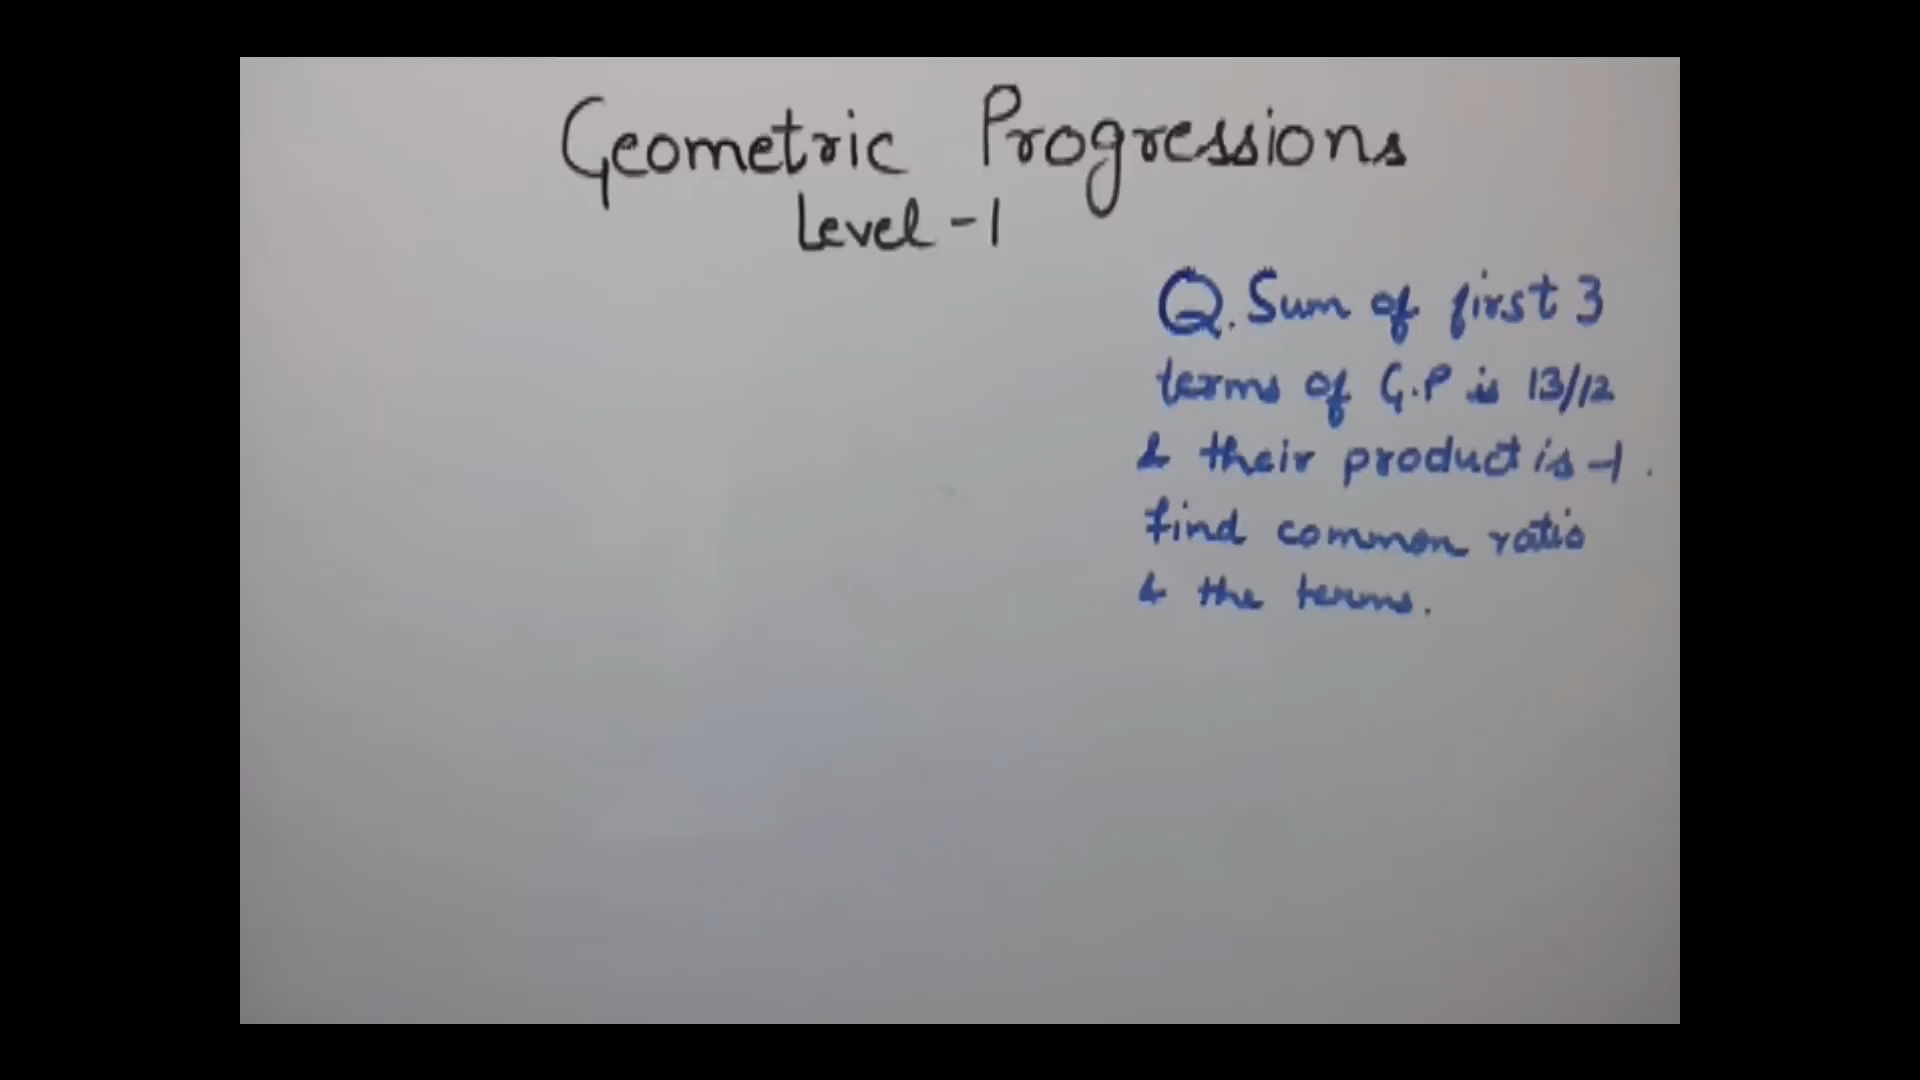 Geometric Progressions
Level -1
Q. Sum of first 3
terms of G.P is 13/12
& their product is -1.
find common ratio
& the terms.